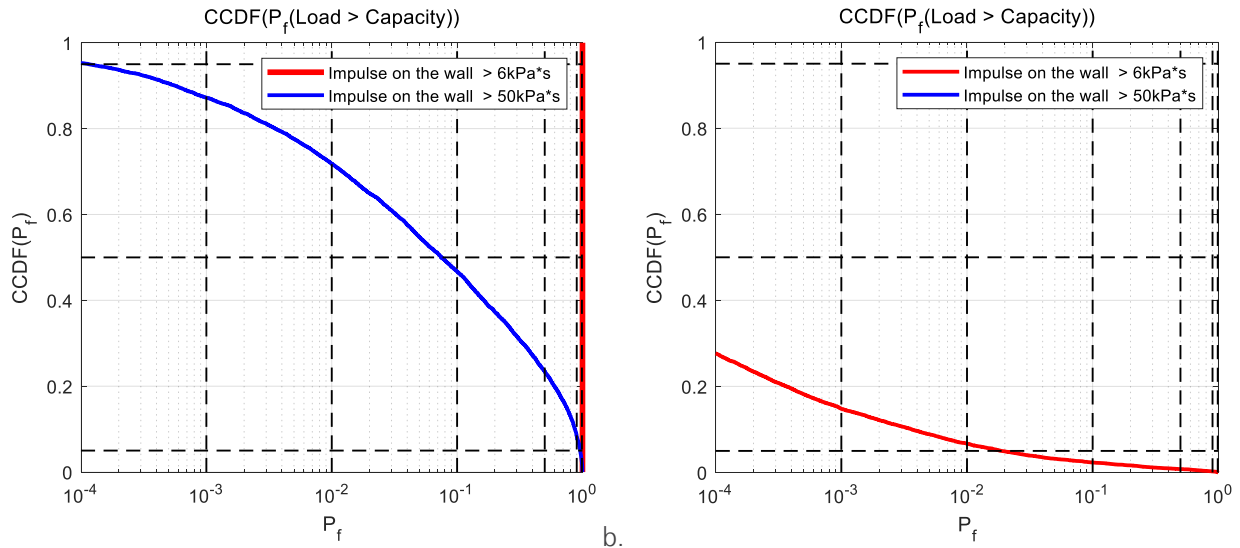 CCDF(P_f(Load > Capacity))
1
0.8
0.6
0.4
0.2
0
CCDF(P_f)
Impulse on the wall > 6kPa*s
Impulse on the wall > 50kPa*s
10^-4
10^-3
10^-2
10^-1
10^0
P_f
b.
CCDF(P_f(Load > Capacity))
1
0.8
0.6
0.4
0.2
0
CCDF(P_f)
Impulse on the wall > 6kPa*s
Impulse on the wall > 50kPa*s
10^-4
10^-3
10^-2
10^-1
10^0
P_f